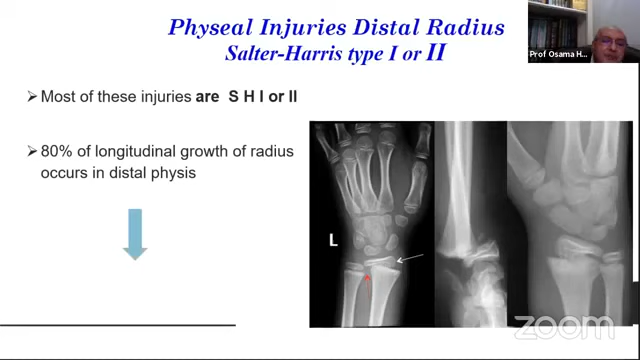 Physeal Injuries Distal Radius
Salter-Harris type I or II
Prof Osama H...
➢ Most of these injuries are S H I or II
➢ 80% of longitudinal growth of radius
occurs in distal physis
L
zoom